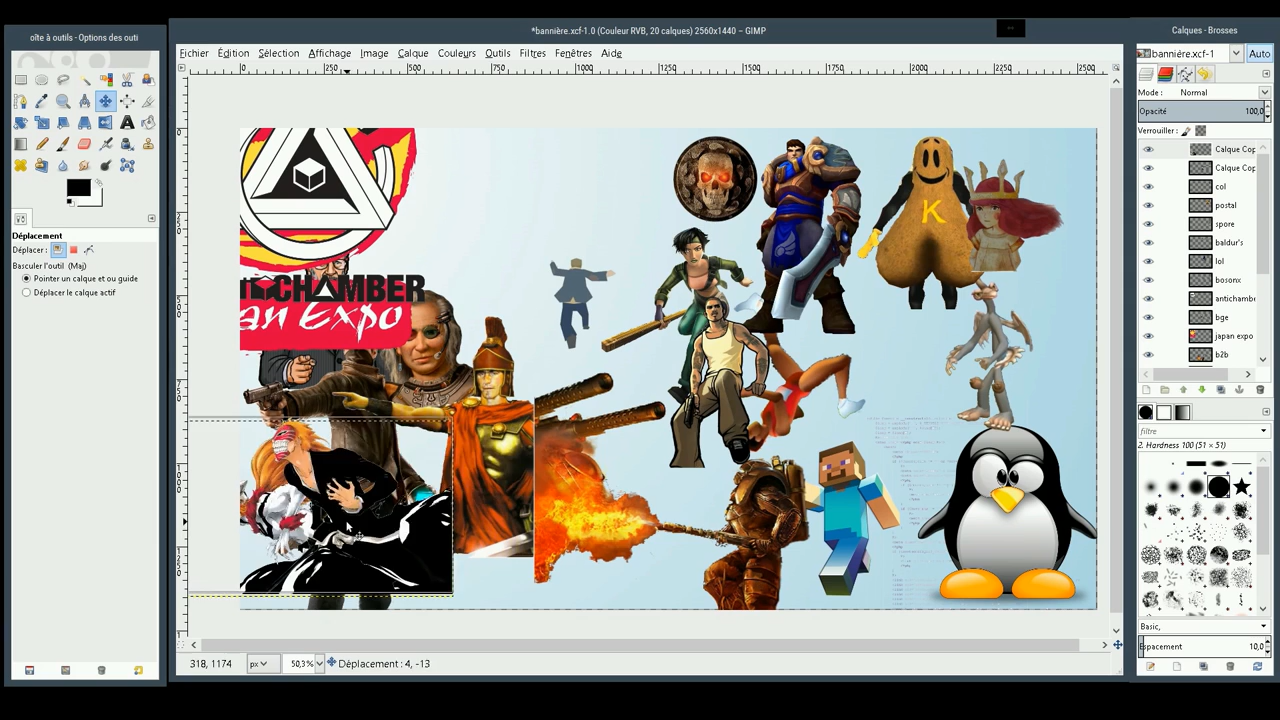 oîte à outils - Options des outi
*bannière.xcf-1.0 (Couleur RVB, 20 calques) 2560x1440 – GIMP
Calques - Brosses
Fichier Édition Sélection Affichage Image Calque Couleurs Outils Filtres Fenêtres Aide
bannière.xcf-1
Auto
0 250 500 750 1000 1250 1500 1750 2000 2250 2500
Mode : Normal
Opacité 100,0
Verrouiller :
Calque Cop
Calque Cop
col
postal
spore
baldur's
lol
bosonx
antichambre
bge
japan expo
b2b
Déplacement
Déplacer :
Basculer l'outil (Maj)
Pointer un calque et ou guide
Déplacer le calque actif
K
CHAMBER
an Expo
filtre
2. Hardness 100 (51 × 51)
Basic,
Espacement 10,0
318, 1174 px 50,3% Déplacement : 4, -13